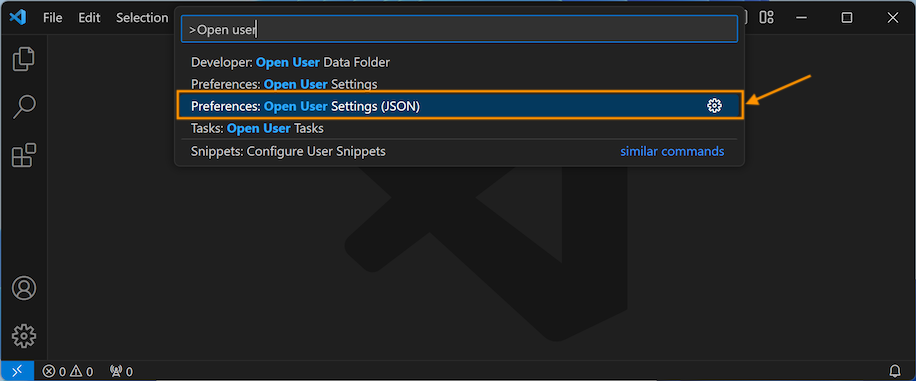 File Edit Selection
>Open user
Developer: Open User Data Folder
Preferences: Open User Settings
Preferences: Open User Settings (JSON)
Tasks: Open User Tasks
Snippets: Configure User Snippets similar commands
0 0 0